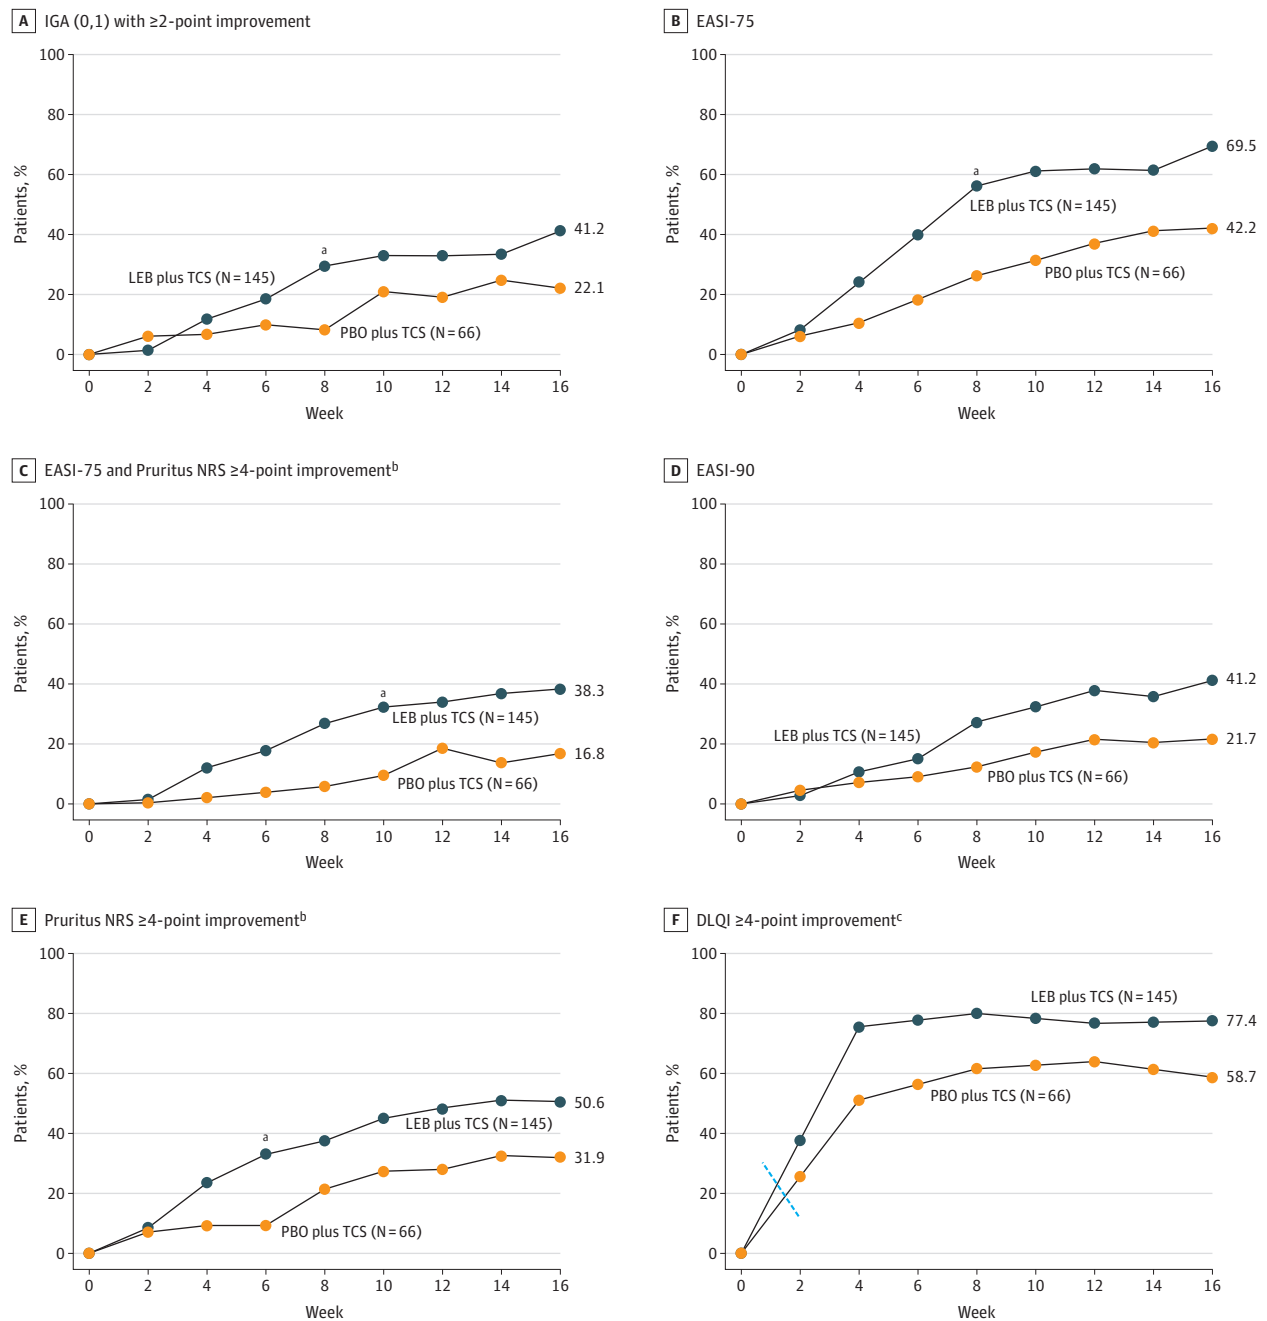 A IGA (0,1) with ≥2-point improvement
100
80
60
40
20
0
Patients, %
a
LEB plus TCS (N = 145)
PBO plus TCS (N = 66)
41.2
22.1
0 2 4 6 8 10 12 14 16
Week
B EASI-75
100
80
60
40
20
0
Patients, %
a
LEB plus TCS (N = 145)
PBO plus TCS (N = 66)
69.5
42.2
0 2 4 6 8 10 12 14 16
Week
C EASI-75 and Pruritus NRS ≥4-point improvementᵇ
100
80
60
40
20
0
Patients, %
a
LEB plus TCS (N = 145)
PBO plus TCS (N = 66)
38.3
16.8
0 2 4 6 8 10 12 14 16
Week
D EASI-90
100
80
60
40
20
0
Patients, %
LEB plus TCS (N = 145)
PBO plus TCS (N = 66)
41.2
21.7
0 2 4 6 8 10 12 14 16
Week
E Pruritus NRS ≥4-point improvementᵇ
100
80
60
40
20
0
Patients, %
a
LEB plus TCS (N = 145)
PBO plus TCS (N = 66)
50.6
31.9
0 2 4 6 8 10 12 14 16
Week
F DLQI ≥4-point improvementᶜ
100
80
60
40
20
0
Patients, %
LEB plus TCS (N = 145)
PBO plus TCS (N = 66)
77.4
58.7
0 2 4 6 8 10 12 14 16
Week